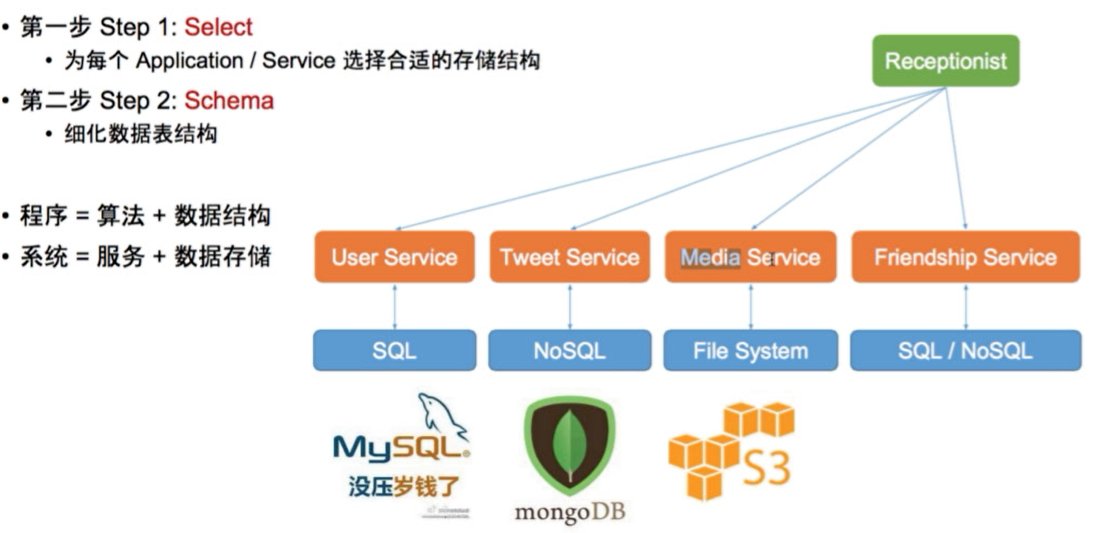 • 第一步 Step 1: Select
• 为每个 Application / Service 选择合适的存储结构
• 第二步 Step 2: Schema
• 细化数据表结构
• 程序 = 算法 + 数据结构
• 系统 = 服务 + 数据存储
Receptionist
User Service
Tweet Service
Media Service
Friendship Service
SQL
NoSQL
File System
SQL / NoSQL
MySQL®
没压岁钱了
mongoDB
S3